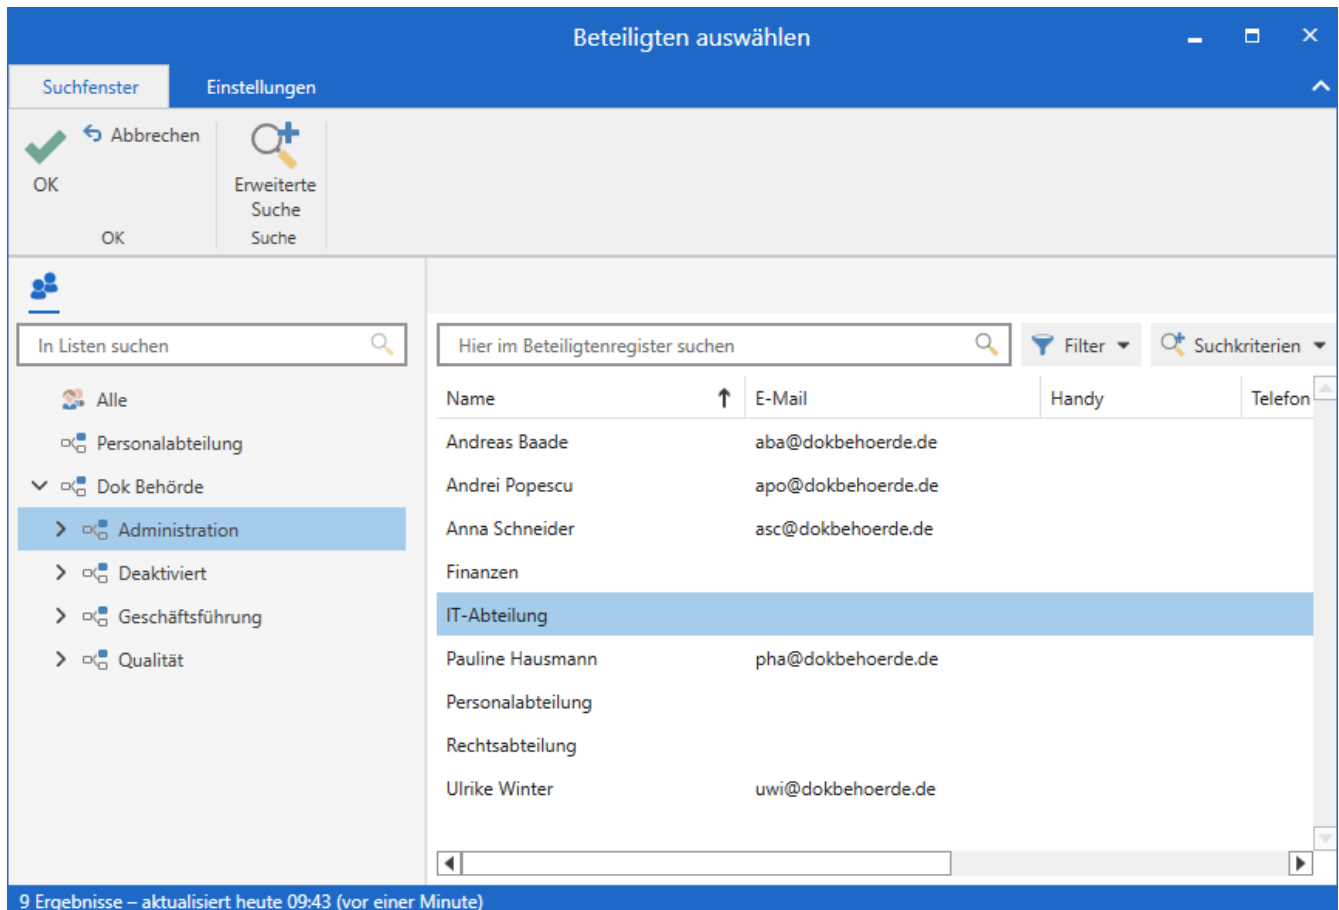 Beteiligten auswählen
Suchfenster Einstellungen
OK Abbrechen Erweiterte
Suche
OK Suche
In Listen suchen
Alle
Personalabteilung
Dok Behörde
Administration
Deaktiviert
Geschäftsführung
Qualität
Hier im Beteiligtenregister suchen Filter Suchkriterien
Name E-Mail Handy Telefon
Andreas Baade aba@dokbehoerde.de
Andrei Popescu apo@dokbehoerde.de
Anna Schneider asc@dokbehoerde.de
Finanzen
IT-Abteilung
Pauline Hausmann pha@dokbehoerde.de
Personalabteilung
Rechtsabteilung
Ulrike Winter uwi@dokbehoerde.de
9 Ergebnisse – aktualisiert heute 09:43 (vor einer Minute)